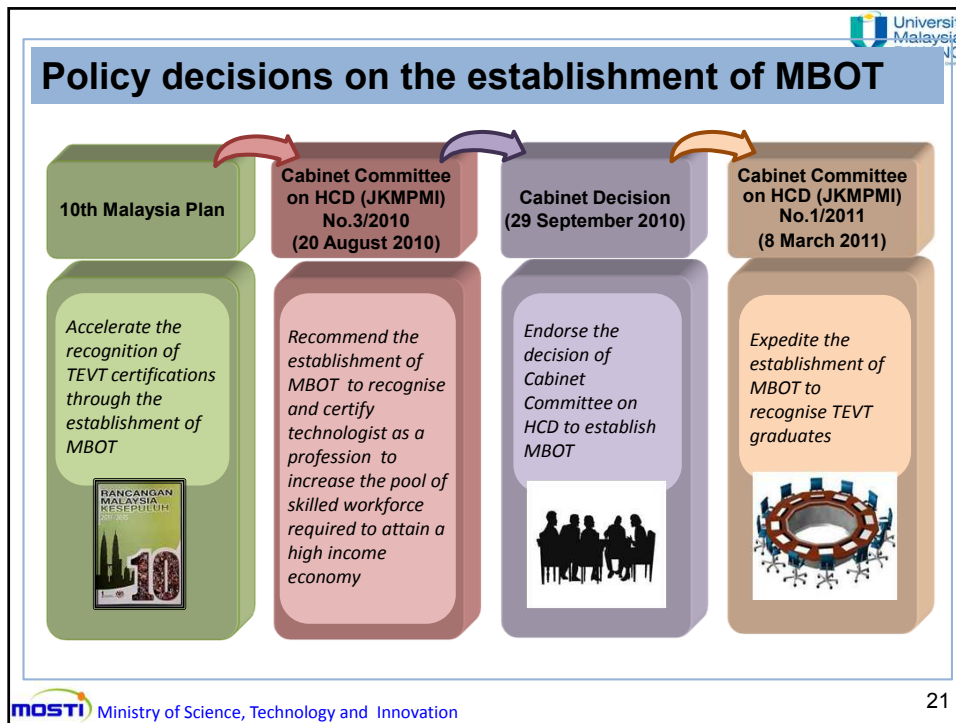 Universit
Malaysia
Policy decisions on the establishment of MBOT
10th Malaysia Plan
Cabinet Committee
on HCD (JKMPMI)
No.3/2010
(20 August 2010)
Cabinet Decision
(29 September 2010)
Cabinet Committee
on HCD (JKMPMI)
No.1/2011
(8 March 2011)
Accelerate the
recognition of
TEVT certifications
through the
establishment of
MBOT
RANCANGAN
MALAYSIA
KESEPULUH
10
Recommend the
establishment of
MBOT to recognise
and certify
technologist as a
profession to
increase the pool of
skilled workforce
required to attain a
high income
economy
Endorse the
decision of
Cabinet
Committee on
HCD to establish
MBOT
Expedite the
establishment of
MBOT to
recognise TEVT
graduates
MOSTI Ministry of Science, Technology and Innovation
21